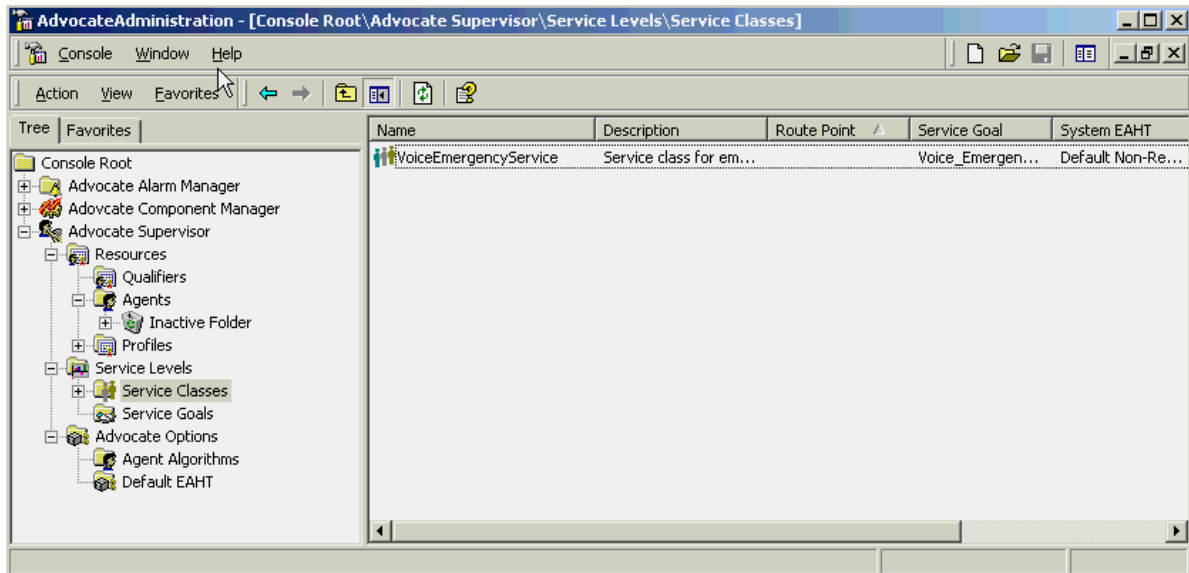 AdvocateAdministration - [Console Root\Advocate Supervisor\Service Levels\Service Classes]
Console Window Help
Action View Favorites
Tree Favorites
Name Description Route Point Service Goal System EAHT
VoiceEmergencyService Service class for em... Voice_Emergen... Default Non-Re...
Console Root
Advocate Alarm Manager
Adovcate Component Manager
Advocate Supervisor
Resources
Qualifiers
Agents
Inactive Folder
Profiles
Service Levels
Service Classes
Service Goals
Advocate Options
Agent Algorithms
Default EAHT